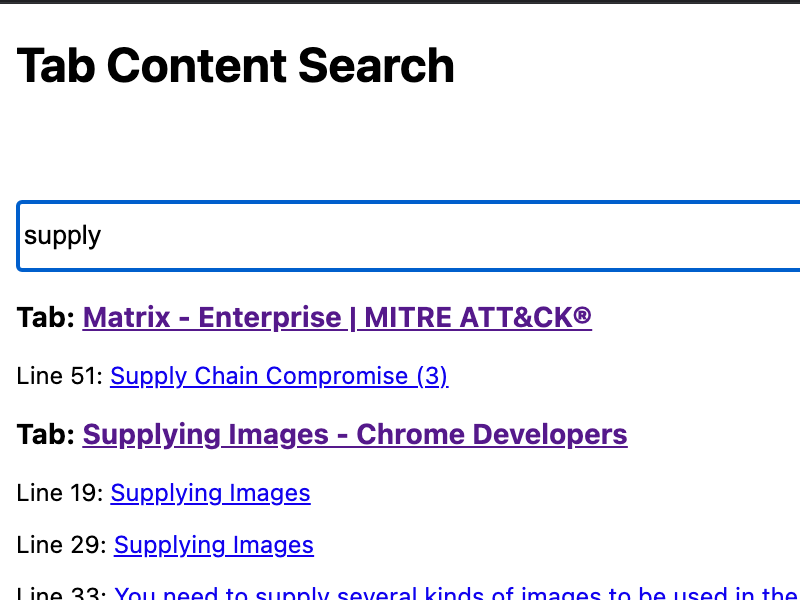 Tab Content Search
supply
Tab: Matrix - Enterprise | MITRE ATT&CK®
Line 51: Supply Chain Compromise (3)
Tab: Supplying Images - Chrome Developers
Line 19: Supplying Images
Line 29: Supplying Images
Line 33: You need to supply several kinds of images to be used in the